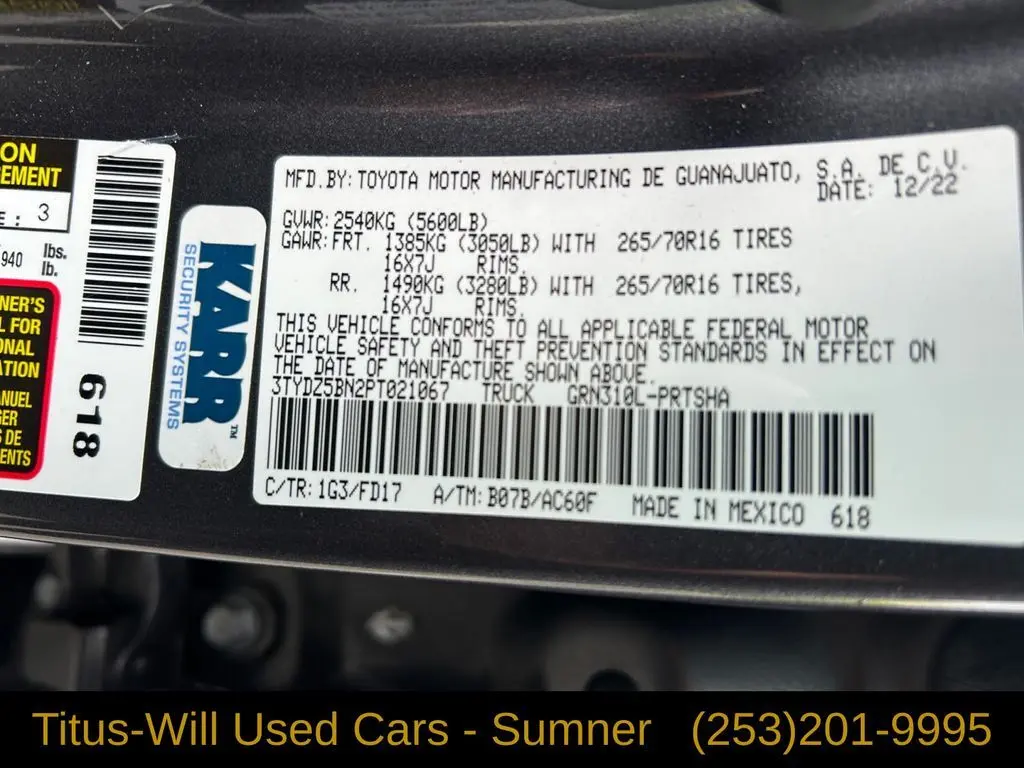 ON
EMENT
: 3
940 lbs.
lb.
NER'S
L FOR
ONAL
ATION
ANUEL
GER
S DE
ENTS
618
KARR™
SECURITY SYSTEMS
MFD.BY:TOYOTA MOTOR MANUFACTURING DE GUANAJUATO, S.A. DE C.V.
DATE: 12/22
GVWR:2540KG (5600LB)
GAWR:FRT. 1385KG (3050LB) WITH 265/70R16 TIRES
16X7J RIMS.
RR. 1490KG (3280LB) WITH 265/70R16 TIRES,
16X7J RIMS.
THIS VEHICLE CONFORMS TO ALL APPLICABLE FEDERAL MOTOR
VEHICLE SAFETY AND THEFT PREVENTION STANDARDS IN EFFECT ON
THE DATE OF MANUFACTURE SHOWN ABOVE.
3TYDZ5BN2PT021067 TRUCK GRN310L-PRTSHA
C/TR:1G3/FD17 A/TM:B07B/AC60F MADE IN MEXICO 618
Titus-Will Used Cars - Sumner (253)201-9995